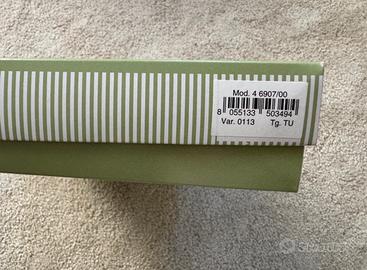 Mod. 4 6907/00
8 055133 503494
Var. 0113 Tg. TU